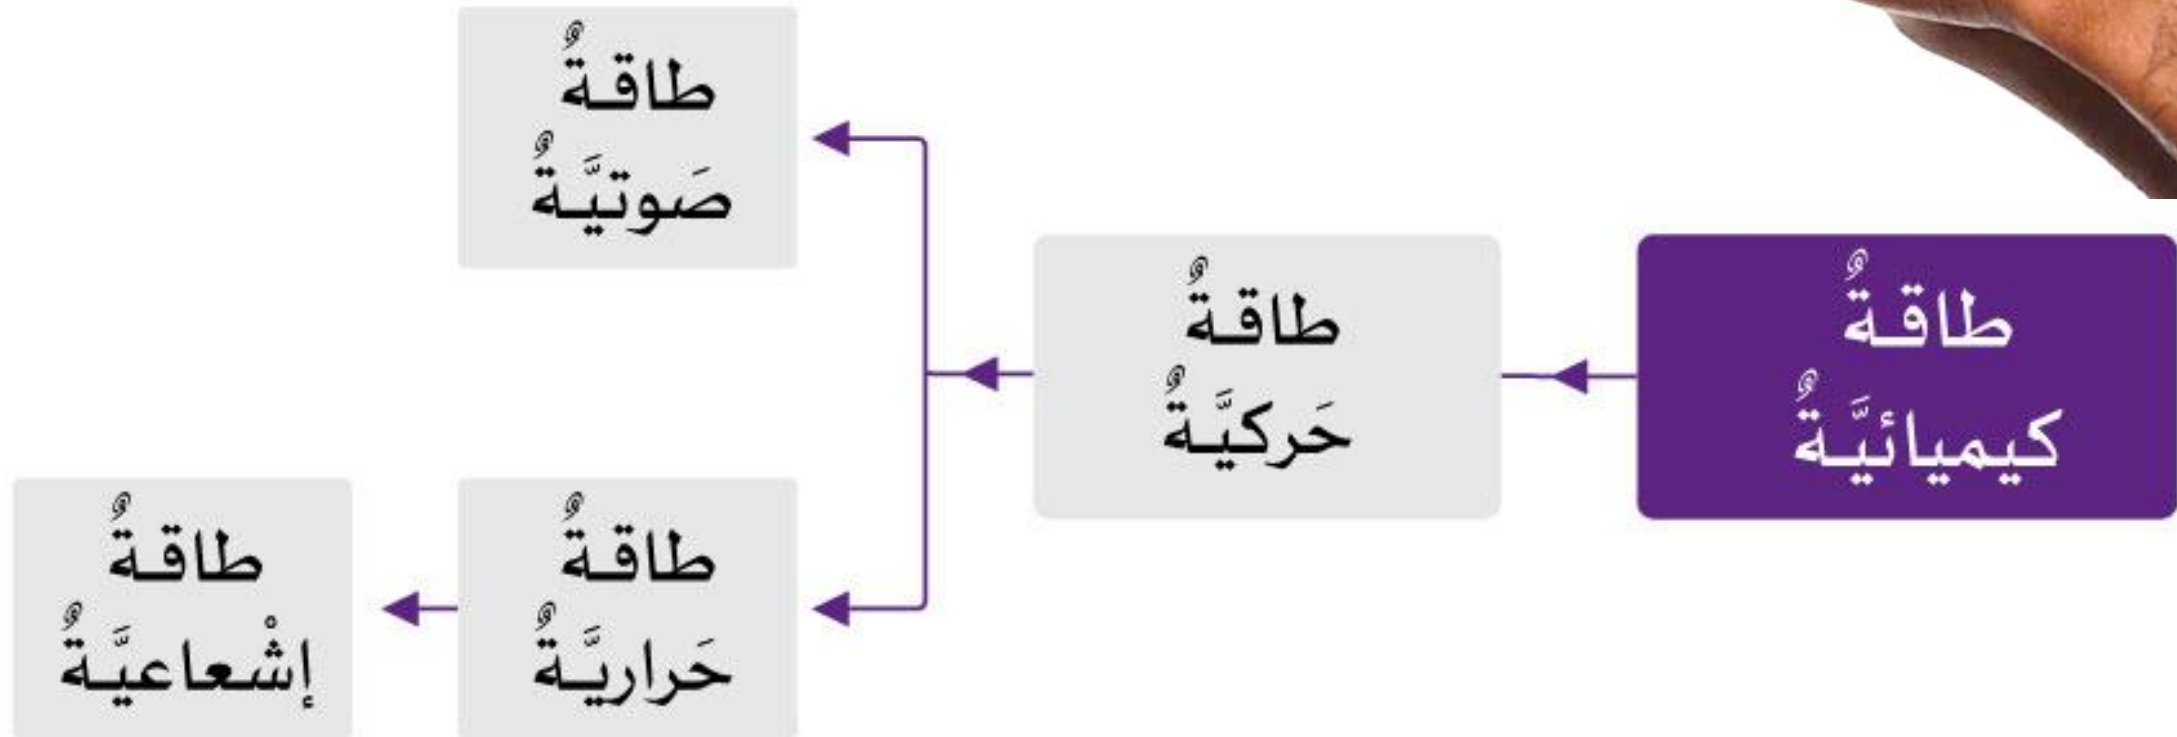 طاقةٌ
كيميائيَّةٌ
طاقةٌ
حَركيَّةٌ
طاقةٌ
صَوتيَّةٌ
طاقةٌ
حَراريَّةٌ
طاقةٌ
إشْعاعيَّةٌ